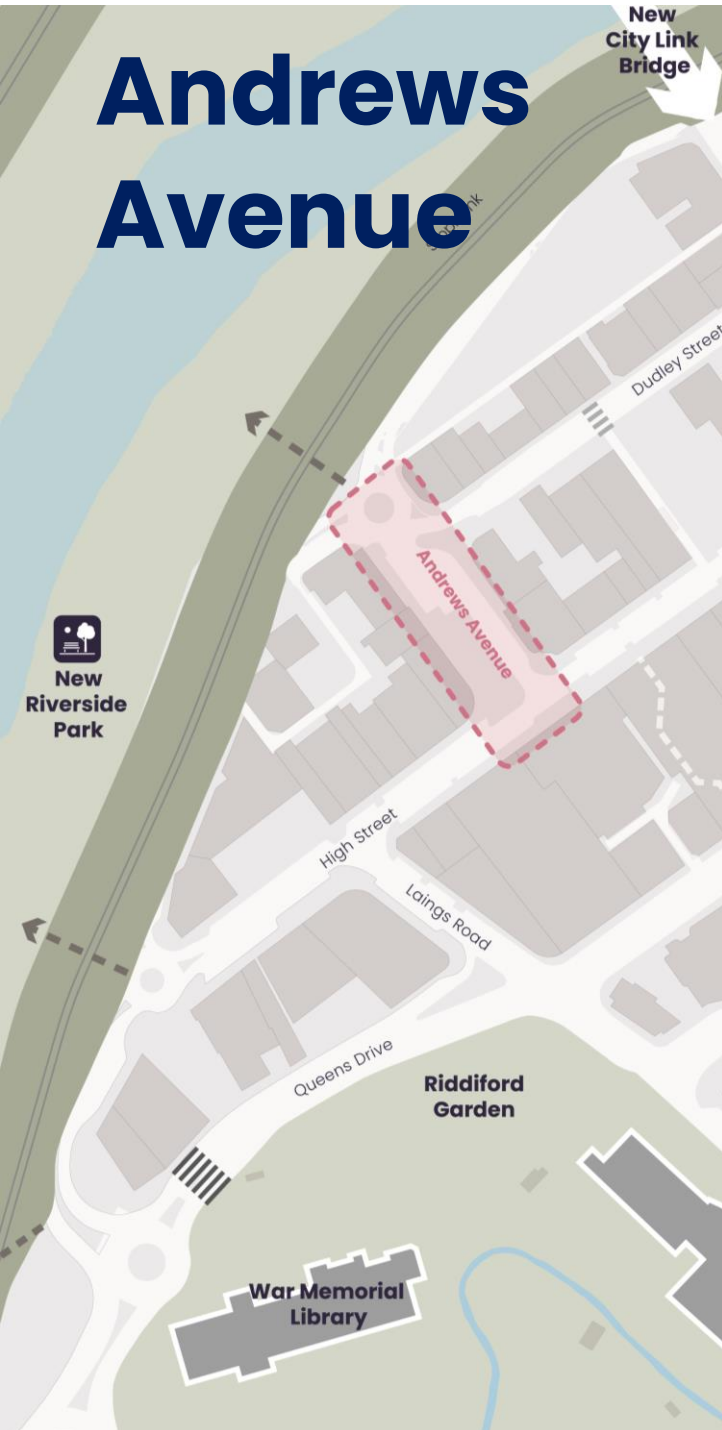 New
City Link
Bridge
Andrews
Avenue
Dudley Street
Andrews Avenue
New
Riverside
Park
High Street
Laings Road
Queens Drive
Riddiford
Garden
War Memorial
Library